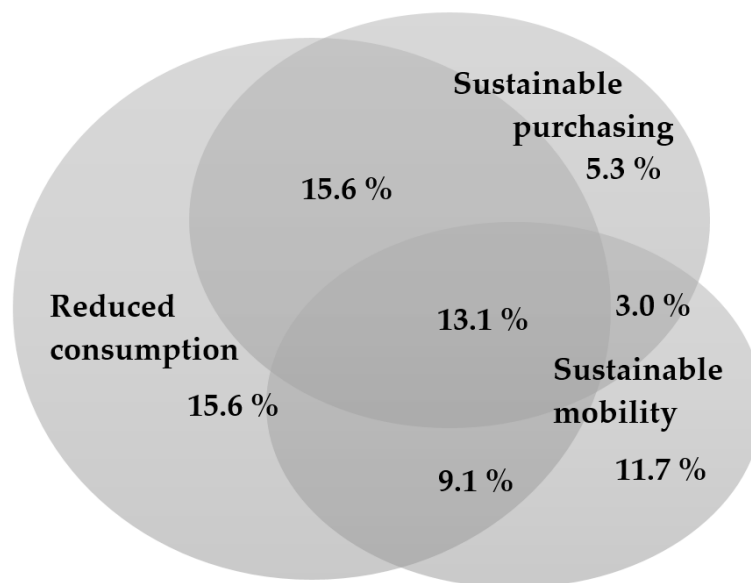 Sustainable
purchasing
5.3 %
15.6 %
Reduced
consumption
15.6 %
13.1 %
3.0 %
Sustainable
mobility
11.7 %
9.1 %